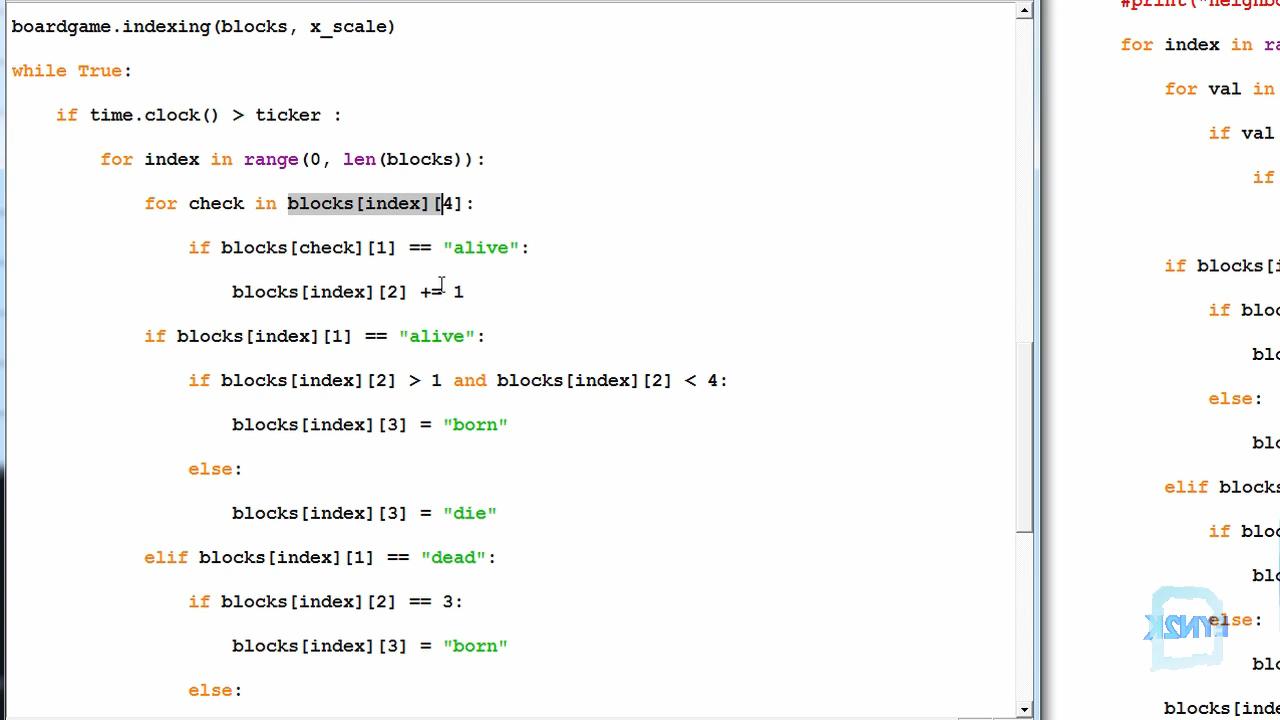 boardgame.indexing(blocks, x_scale)
while True:
if time.clock() > ticker :
for index in range(0, len(blocks)):
for check in blocks[index][4]:
if blocks[check][1] == "alive":
blocks[index][2] += 1
if blocks[index][1] == "alive":
if blocks[index][2] > 1 and blocks[index][2] < 4:
blocks[index][3] = "born"
else:
blocks[index][3] = "die"
elif blocks[index][1] == "dead":
if blocks[index][2] == 3:
blocks[index][3] = "born"
else:
for index in
for val in
if val
if
if blocks[i
if
else:
elif blocks
if
else: